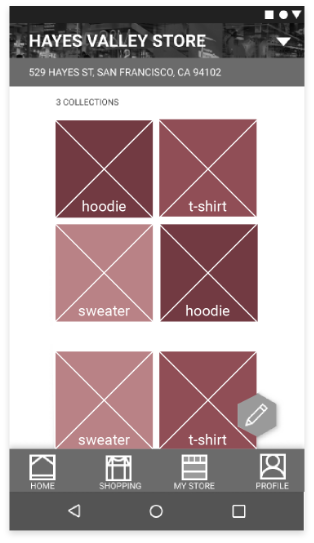 HAYES VALLEY STORE
529 HAYES ST, SAN FRANCISCO, CA 94102
3 COLLECTIONS
hoodie t-shirt
sweater hoodie
sweater t-shirt
HOME SHOPPING MY STORE PROFILE